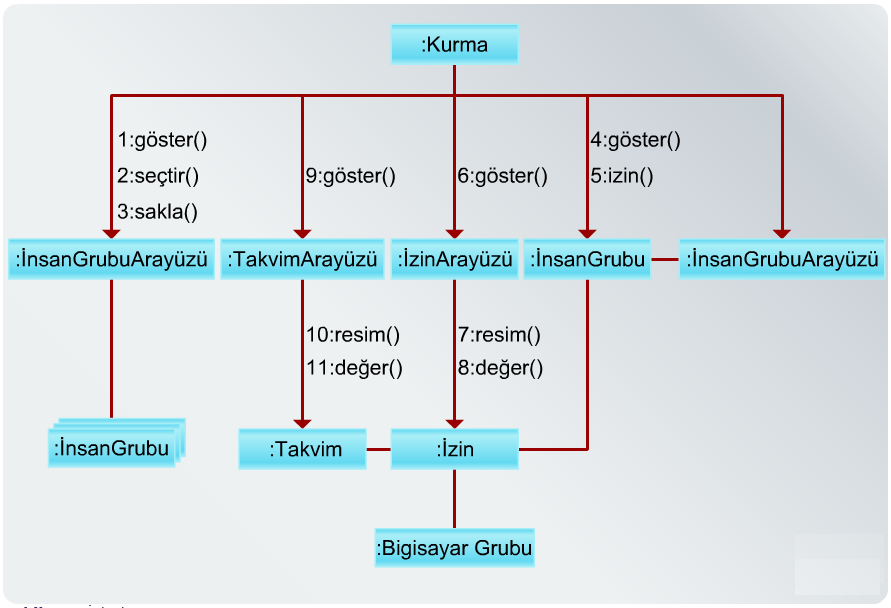 :Kurma
1:göster()
2:seçtir()
3:sakla()
9:göster()
6:göster()
4:göster()
5:izin()
:İnsanGrubuArayüzü
:TakvimArayüzü
:İzinArayüzü
:İnsanGrubu
:İnsanGrubuArayüzü
10:resim()
11:değer()
7:resim()
8:değer()
:İnsanGrubu
:Takvim
:İzin
:Bigisayar Grubu